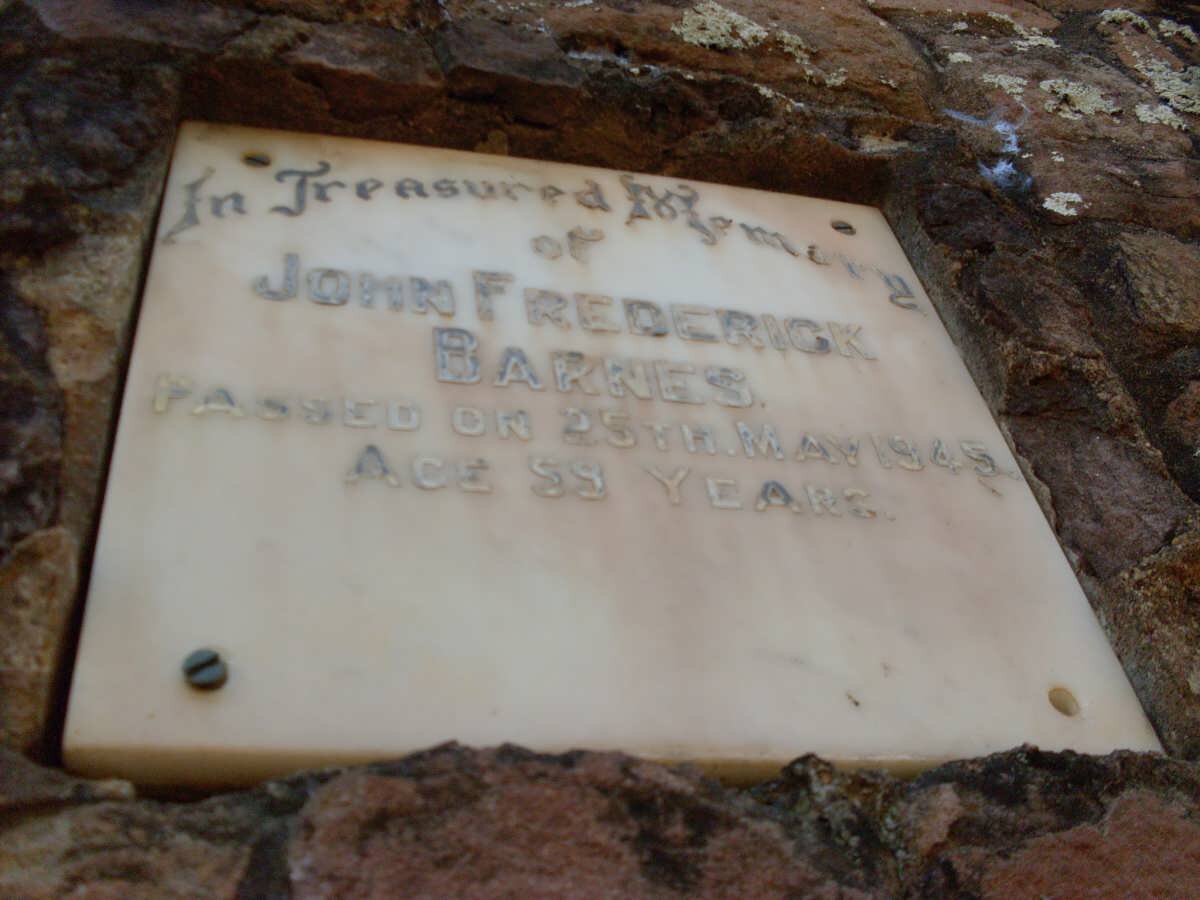 In Treasured Memory
of
JOHN FREDERICK
BARNES.
PASSED ON 25TH. MAY 1945.
AGE 59 YEARS.